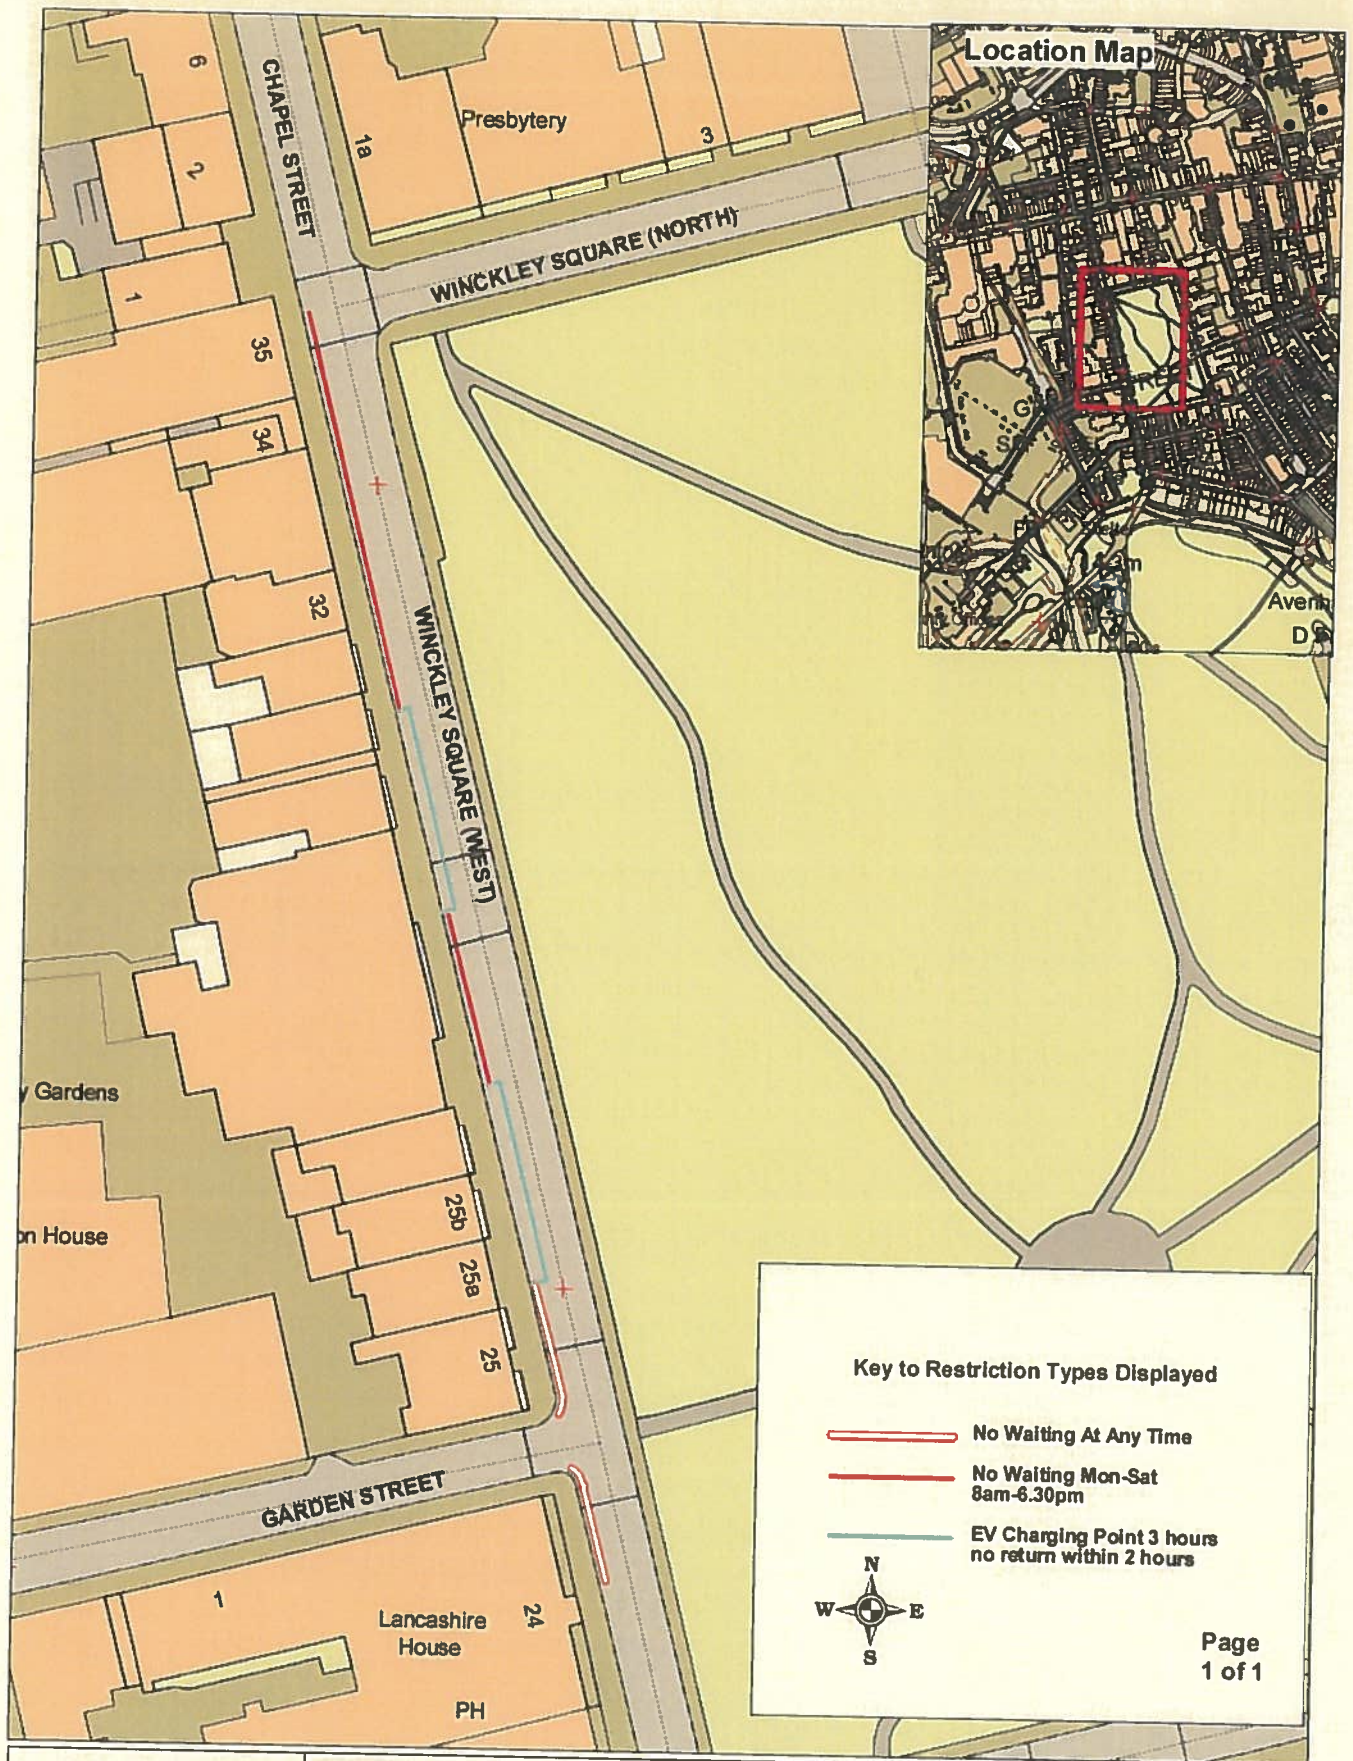 Location Map
6
CHAPEL STREET
1a
Presbytery
3
2
WINCKLEY SQUARE (NORTH)
1
35
34
32
WINCKLEY SQUARE (WEST)
Avenh
y Gardens
on House
25b
25a
25
GARDEN STREET
1
Lancashire
House
24
PH
Key to Restriction Types Displayed
No Waiting At Any Time
No Waiting Mon-Sat
8am-6.30pm
EV Charging Point 3 hours
no return within 2 hours
N
W
E
S
Page
1 of 1